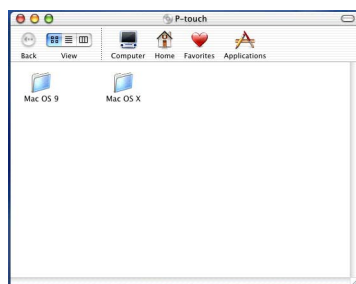 P-touch
Back View Computer Home Favorites Applications
Mac OS 9 Mac OS X